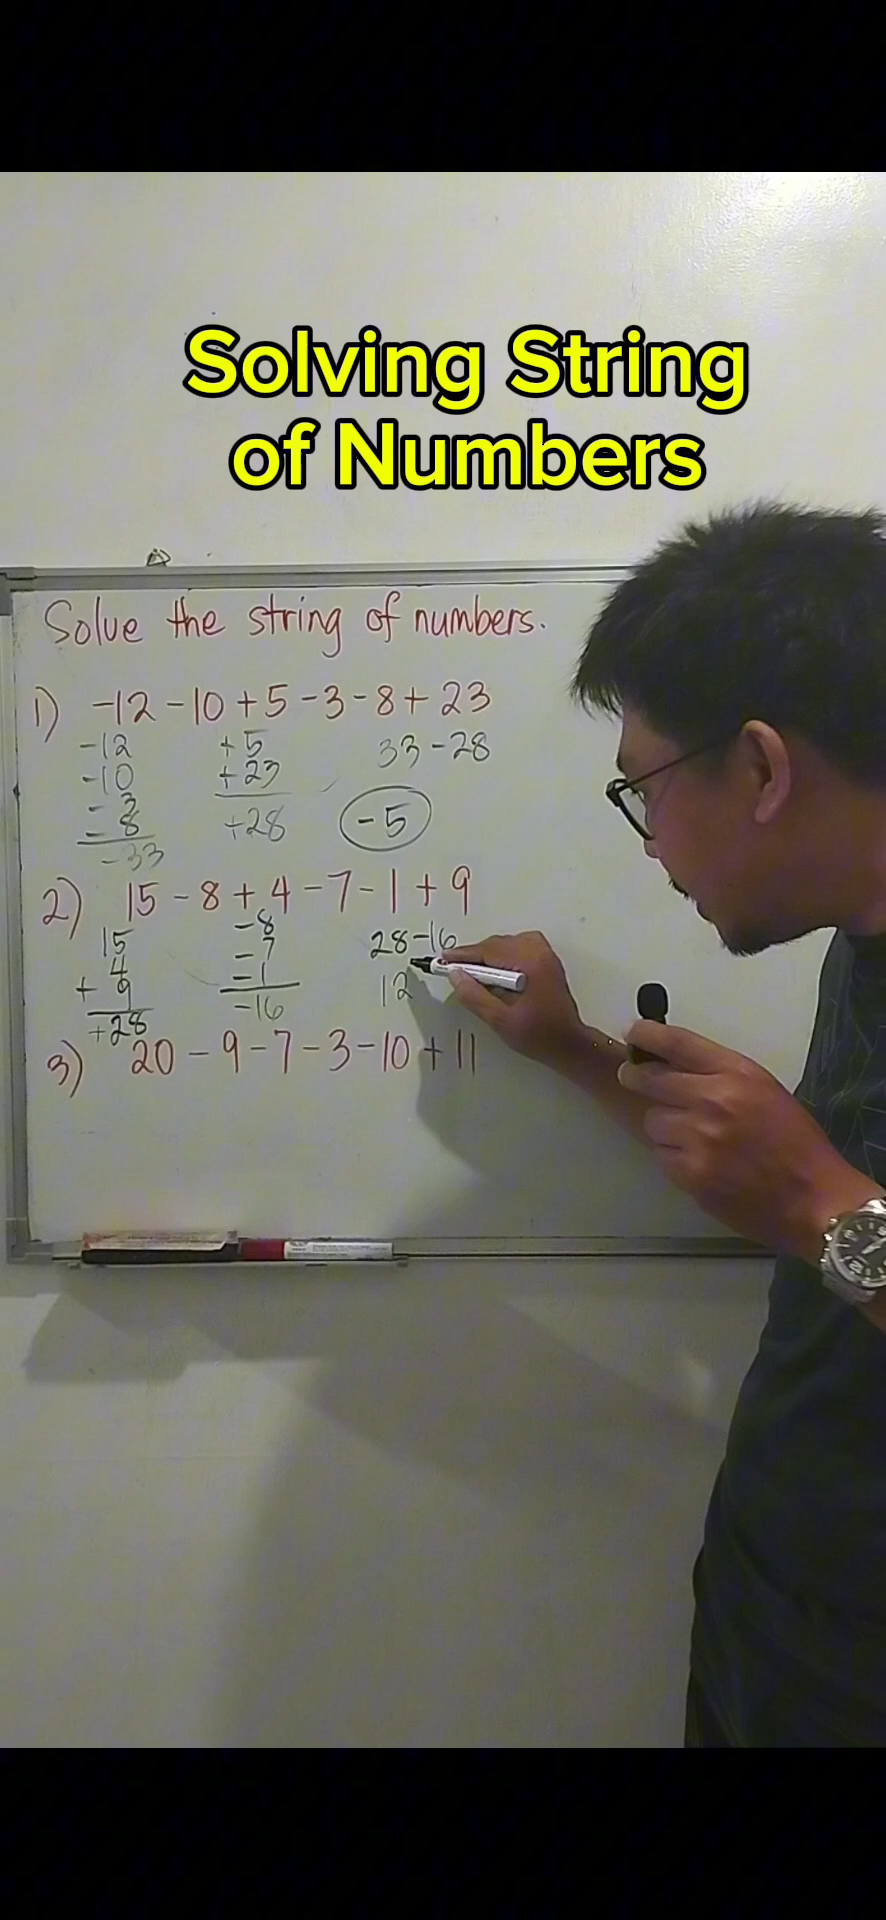 Solving String
of Numbers
Solve the string of numbers.
1) -12 - 10 + 5 - 3 - 8 + 23
-12
-10
- 3
- 8
-33
+5
+23
+28
33 - 28
-5
2) 15 - 8 + 4 - 7 - 1 + 9
15
4
+ 9
+28
-8
-7
-1
-16
28-16
12
3) 20 - 9 - 7 - 3 - 10 + 11